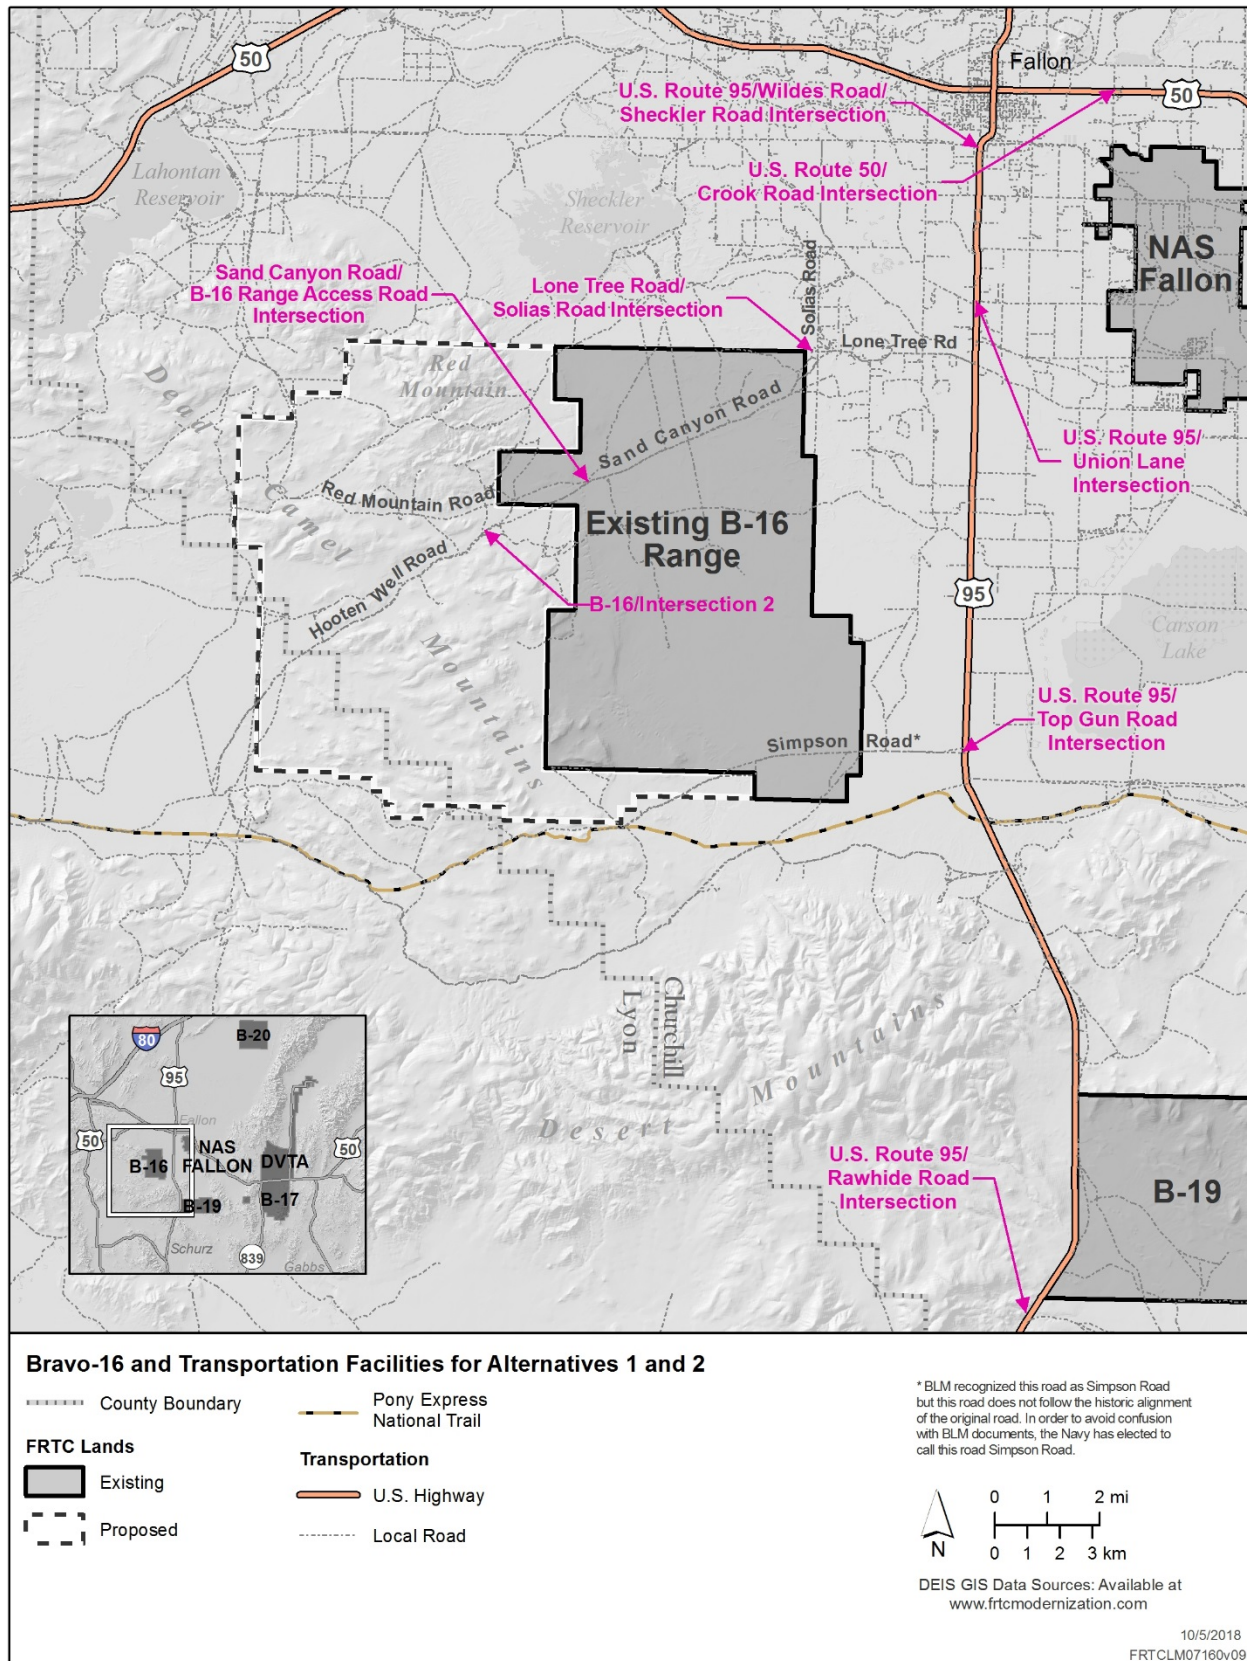 50
Fallon
U.S. Route 95/Wildes Road/
Sheckler Road Intersection
50
U.S. Route 50/
Crook Road Intersection
Lahontan
Reservoir
Sheckler
Reservoir
NAS
Fallon
Sand Canyon Road/
B-16 Range Access Road
Intersection
Lone Tree Road/
Solias Road Intersection
Solias Road
Lone Tree Rd
Red
Mountain
Dead
Camel
Mountains
Sand Canyon Road
U.S. Route 95/
Union Lane
Intersection
Red Mountain Road
Existing B-16
Range
Hooten Well Road
B-16/Intersection 2
95
Carson
Lake
U.S. Route 95/
Top Gun Road
Intersection
Simpson Road*
Lyon
Churchill
Desert
Mountains
U.S. Route 95/
Rawhide Road
Intersection
B-19
80
B-20
95
Fallon
50
NAS
FALLON
DVTA
50
B-16
B-19
B-17
Schurz
839
Gabbs
Bravo-16 and Transportation Facilities for Alternatives 1 and 2
County Boundary
FRTC Lands
Existing
Proposed
Pony Express
National Trail
Transportation
U.S. Highway
Local Road
* BLM recognized this road as Simpson Road
but this road does not follow the historic alignment
of the original road. In order to avoid confusion
with BLM documents, the Navy has elected to
call this road Simpson Road.
N
0 1 2 mi
0 1 2 3 km
DEIS GIS Data Sources: Available at
www.frtcmodernization.com
10/5/2018
FRTCLM07160v09